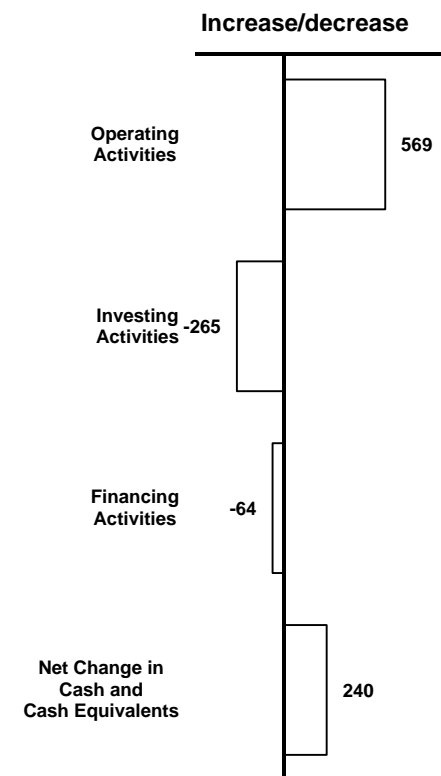 Increase/decrease
Operating
Activities
569
Investing
Activities
-265
Financing
Activities
-64
Net Change in
Cash and
Cash Equivalents
240